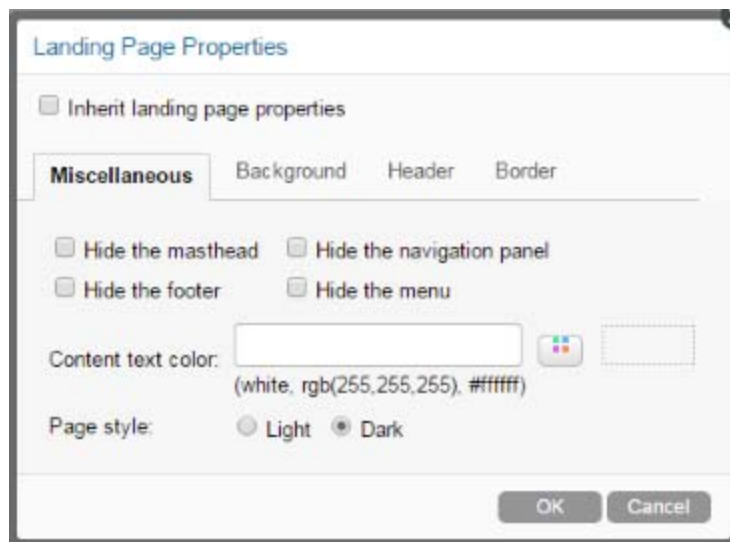 Landing Page Properties
Inherit landing page properties
Miscellaneous Background Header Border
Hide the masthead Hide the navigation panel
Hide the footer Hide the menu
Content text color:
(white, rgb(255,255,255), #ffffff)
Page style: Light Dark
OK Cancel